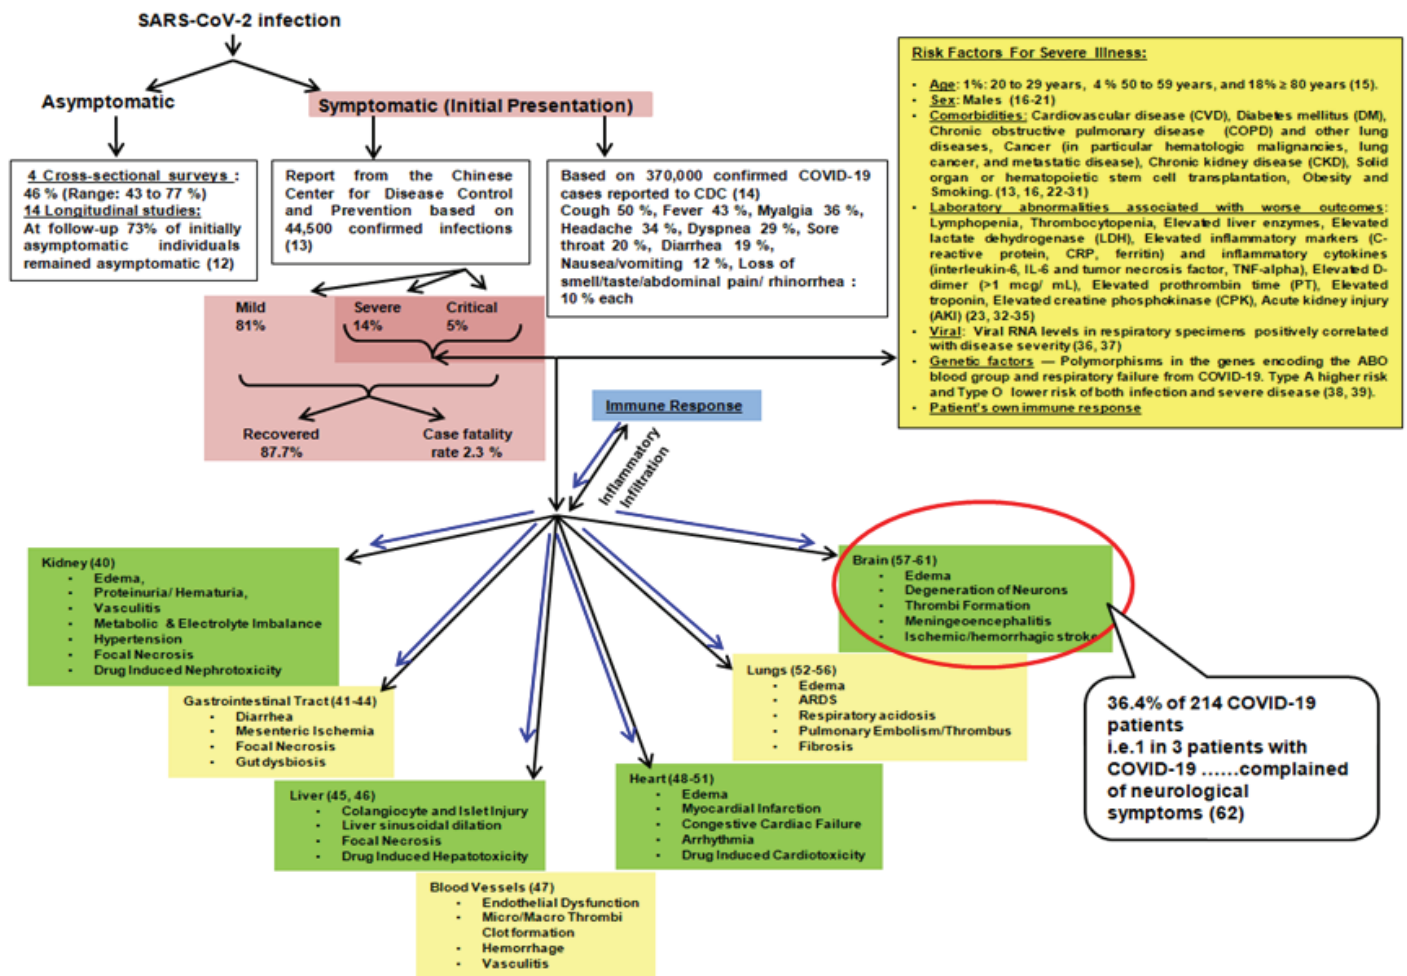 SARS-CoV-2 infection
Asymptomatic
Symptomatic (Initial Presentation)
4 Cross-sectional surveys :
46 % (Range: 43 to 77 %)
14 Longitudinal studies:
At follow-up 73% of initially
asymptomatic individuals
remained asymptomatic (12)
Report from the Chinese
Center for Disease Control
and Prevention based on
44,500 confirmed infections
(13)
Based on 370,000 confirmed COVID-19
cases reported to CDC (14)
Cough 50 %, Fever 43 %, Myalgia 36 %,
Headache 34 %, Dyspnea 29 %, Sore
throat 20 %, Diarrhea 19 %,
Nausea/vomiting 12 %, Loss of
smell/taste/abdominal pain/ rhinorrhea :
10 % each
Mild
81%
Severe
14%
Critical
5%
Recovered
87.7%
Case fatality
rate 2.3 %
Risk Factors For Severe Illness:
• Age: 1%: 20 to 29 years, 4 % 50 to 59 years, and 18% ≥ 80 years (15).
• Sex: Males (16-21)
• Comorbidities: Cardiovascular disease (CVD), Diabetes mellitus (DM),
Chronic obstructive pulmonary disease (COPD) and other lung
diseases, Cancer (in particular hematologic malignancies, lung
cancer, and metastatic disease), Chronic kidney disease (CKD), Solid
organ or hematopoietic stem cell transplantation, Obesity and
Smoking. (13, 16, 22-31)
• Laboratory abnormalities associated with worse outcomes:
Lymphopenia, Thrombocytopenia, Elevated liver enzymes, Elevated
lactate dehydrogenase (LDH), Elevated inflammatory markers (C-
reactive protein, CRP, ferritin) and inflammatory cytokines
(interleukin-6, IL-6 and tumor necrosis factor, TNF-alpha), Elevated D-
dimer (>1 mcg/ mL), Elevated prothrombin time (PT), Elevated
troponin, Elevated creatine phosphokinase (CPK), Acute kidney injury
(AKI) (23, 32-35)
• Viral: Viral RNA levels in respiratory specimens positively correlated
with disease severity (36, 37)
• Genetic factors — Polymorphisms in the genes encoding the ABO
blood group and respiratory failure from COVID-19. Type A higher risk
and Type O lower risk of both infection and severe disease (38, 39).
• Patient's own immune response
Immune Response
Inflammatory
Infiltration
Kidney (40)
• Edema,
• Proteinuria/ Hematuria,
• Vasculitis
• Metabolic & Electrolyte Imbalance
• Hypertension
• Focal Necrosis
• Drug Induced Nephrotoxicity
Gastrointestinal Tract (41-44)
• Diarrhea
• Mesenteric Ischemia
• Focal Necrosis
• Gut dysbiosis
Liver (45, 46)
• Colangiocyte and Islet Injury
• Liver sinusoidal dilation
• Focal Necrosis
• Drug Induced Hepatotoxicity
Blood Vessels (47)
• Endothelial Dysfunction
• Micro/Macro Thrombi
Clot formation
• Hemorrhage
• Vasculitis
Heart (48-51)
• Edema
• Myocardial Infarction
• Congestive Cardiac Failure
• Arrhythmia
• Drug Induced Cardiotoxicity
Lungs (52-56)
• Edema
• ARDS
• Respiratory acidosis
• Pulmonary Embolism/Thrombus
• Fibrosis
Brain (57-61)
• Edema
• Degeneration of Neurons
• Thrombi Formation
• Meningeoencephalitis
• Ischemic/hemorrhagic stroke
36.4% of 214 COVID-19
patients
i.e.1 in 3 patients with
COVID-19 ......complained
of neurological
symptoms (62)